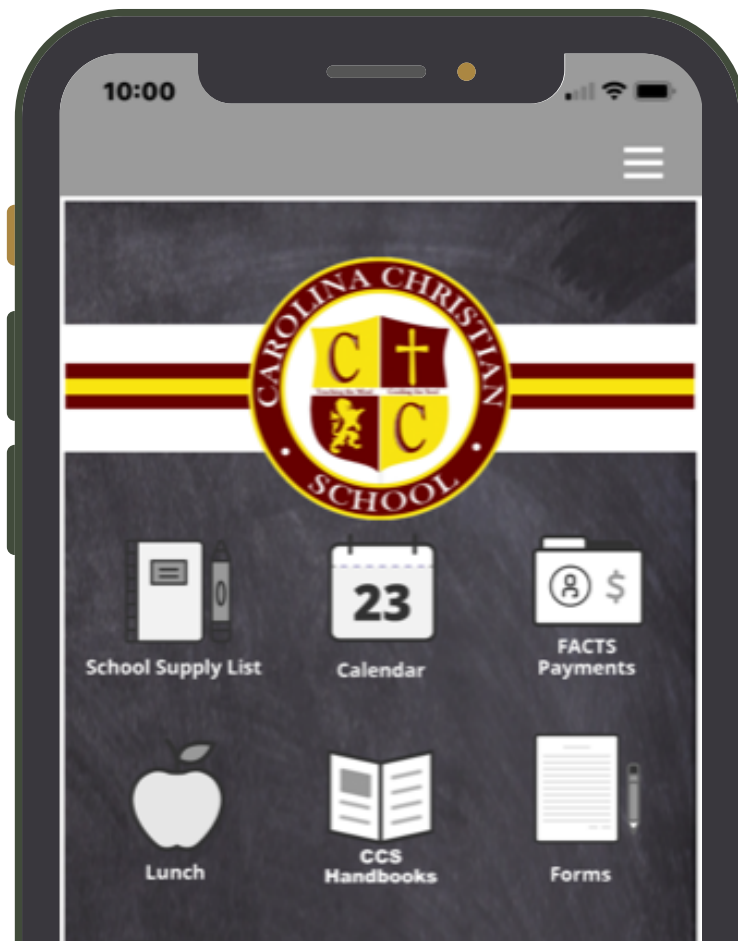 10:00
CAROLINA CHRISTIAN
C
C
SCHOOL
23
$
School Supply List
Calendar
FACTS
Payments
Lunch
CCS
Handbooks
Forms